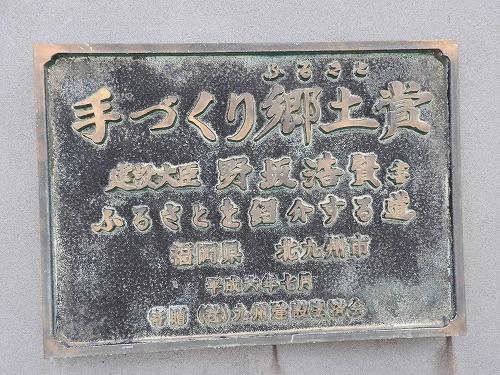 ふるさと
手づくり郷土賞
建設大臣 野坂浩賢書
ふるさとを紹介する道
福岡県 北九州市
平成六年七月
寄贈 (社)九州建設弘済会